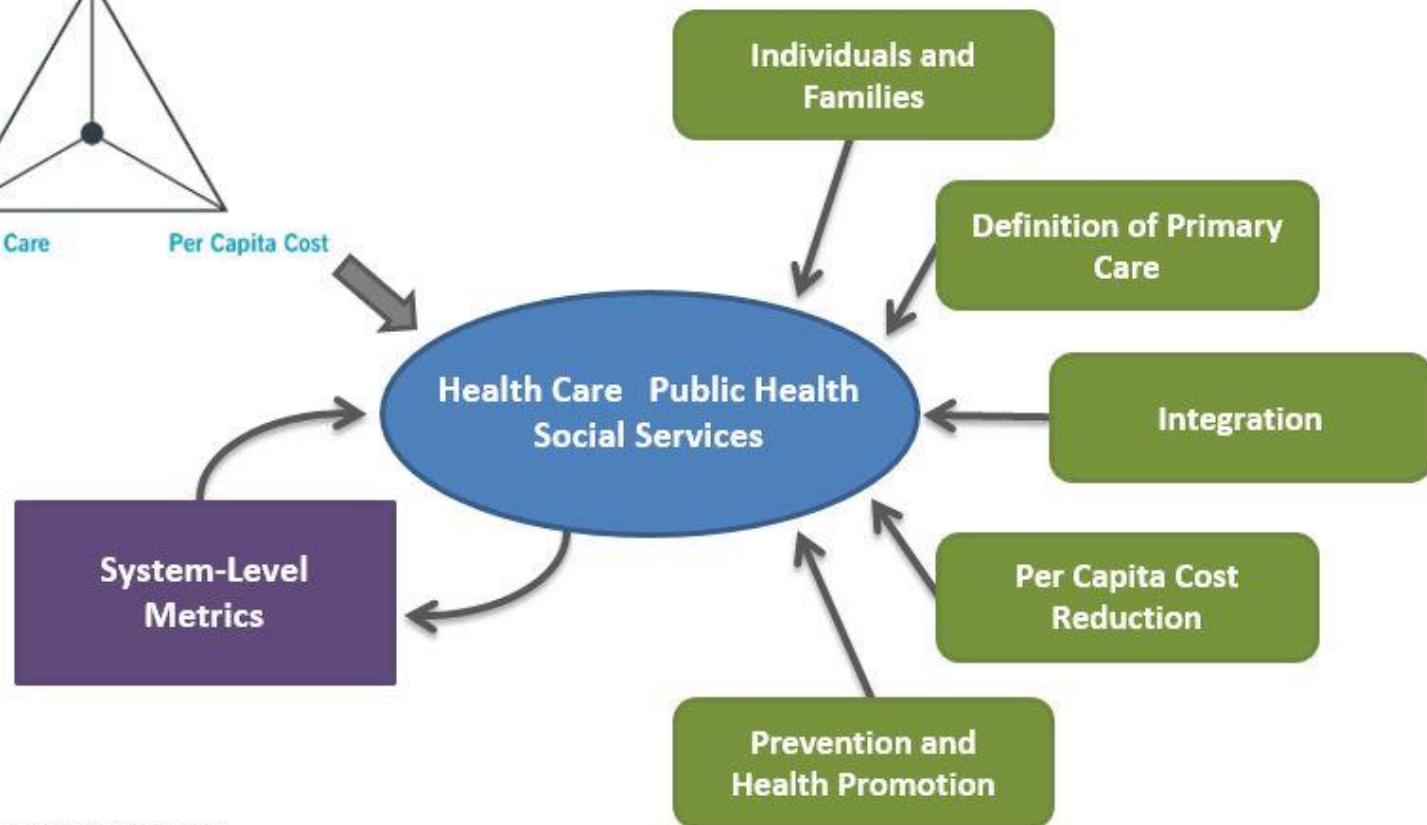 Individuals and
Families
Definition of Primary
Care
Care
Per Capita Cost
Health Care   Public Health
Social Services
Integration
System-Level
Metrics
Per Capita Cost
Reduction
Prevention and
Health Promotion